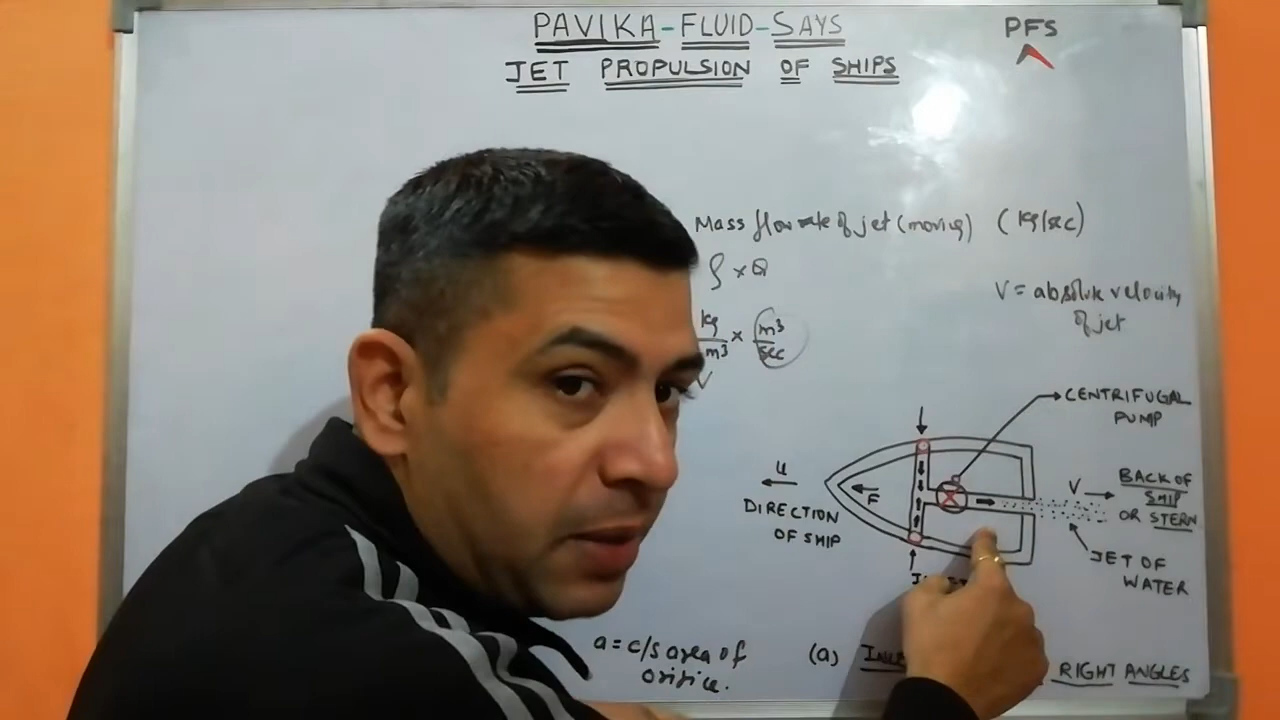 PAVIKA-FLUID-SAYS
PFS
JET PROPULSION OF SHIPS
Mass flow rate of jet (moving) (kg/sec)
ρ × Q
kg/m³ × m³/sec
V = absolute velocity
of jet
CENTRIFUGAL
PUMP
u
DIRECTION
OF SHIP
F
V
BACK OF
SHIP
OR STERN
JET OF
WATER
a = c/s area of
orifice.
(a)
RIGHT ANGLES